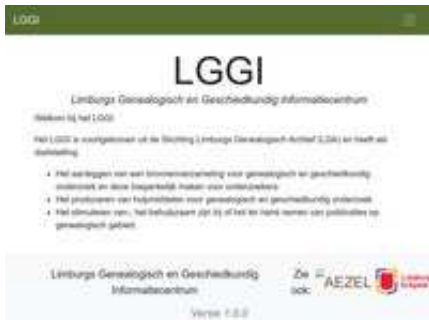 LGGI
LGGI
Limburgs Genealogisch en Geschiedkundig Informatiecentrum
Welkom bij het LGGI
Het LGGI is voortgekomen uit de Stichting Limburgs Genealogisch Archief (LGA) en heeft als
doelstelling:
Het aanleggen van een bronnenverzameling voor genealogisch en geschiedkundig
onderzoek en deze toegankelijk maken voor onderzoekers
Het produceren van hulpmiddelen voor genealogisch en geschiedkundig onderzoek
Het stimuleren van-, het behulpzaam zijn bij of het ter hand nemen van publicaties op
genealogisch gebied.
Limburgs Genealogisch en Geschiedkundig
Informatiecentrum
Zie
ook:
AEZEL
Versie 1.0.0